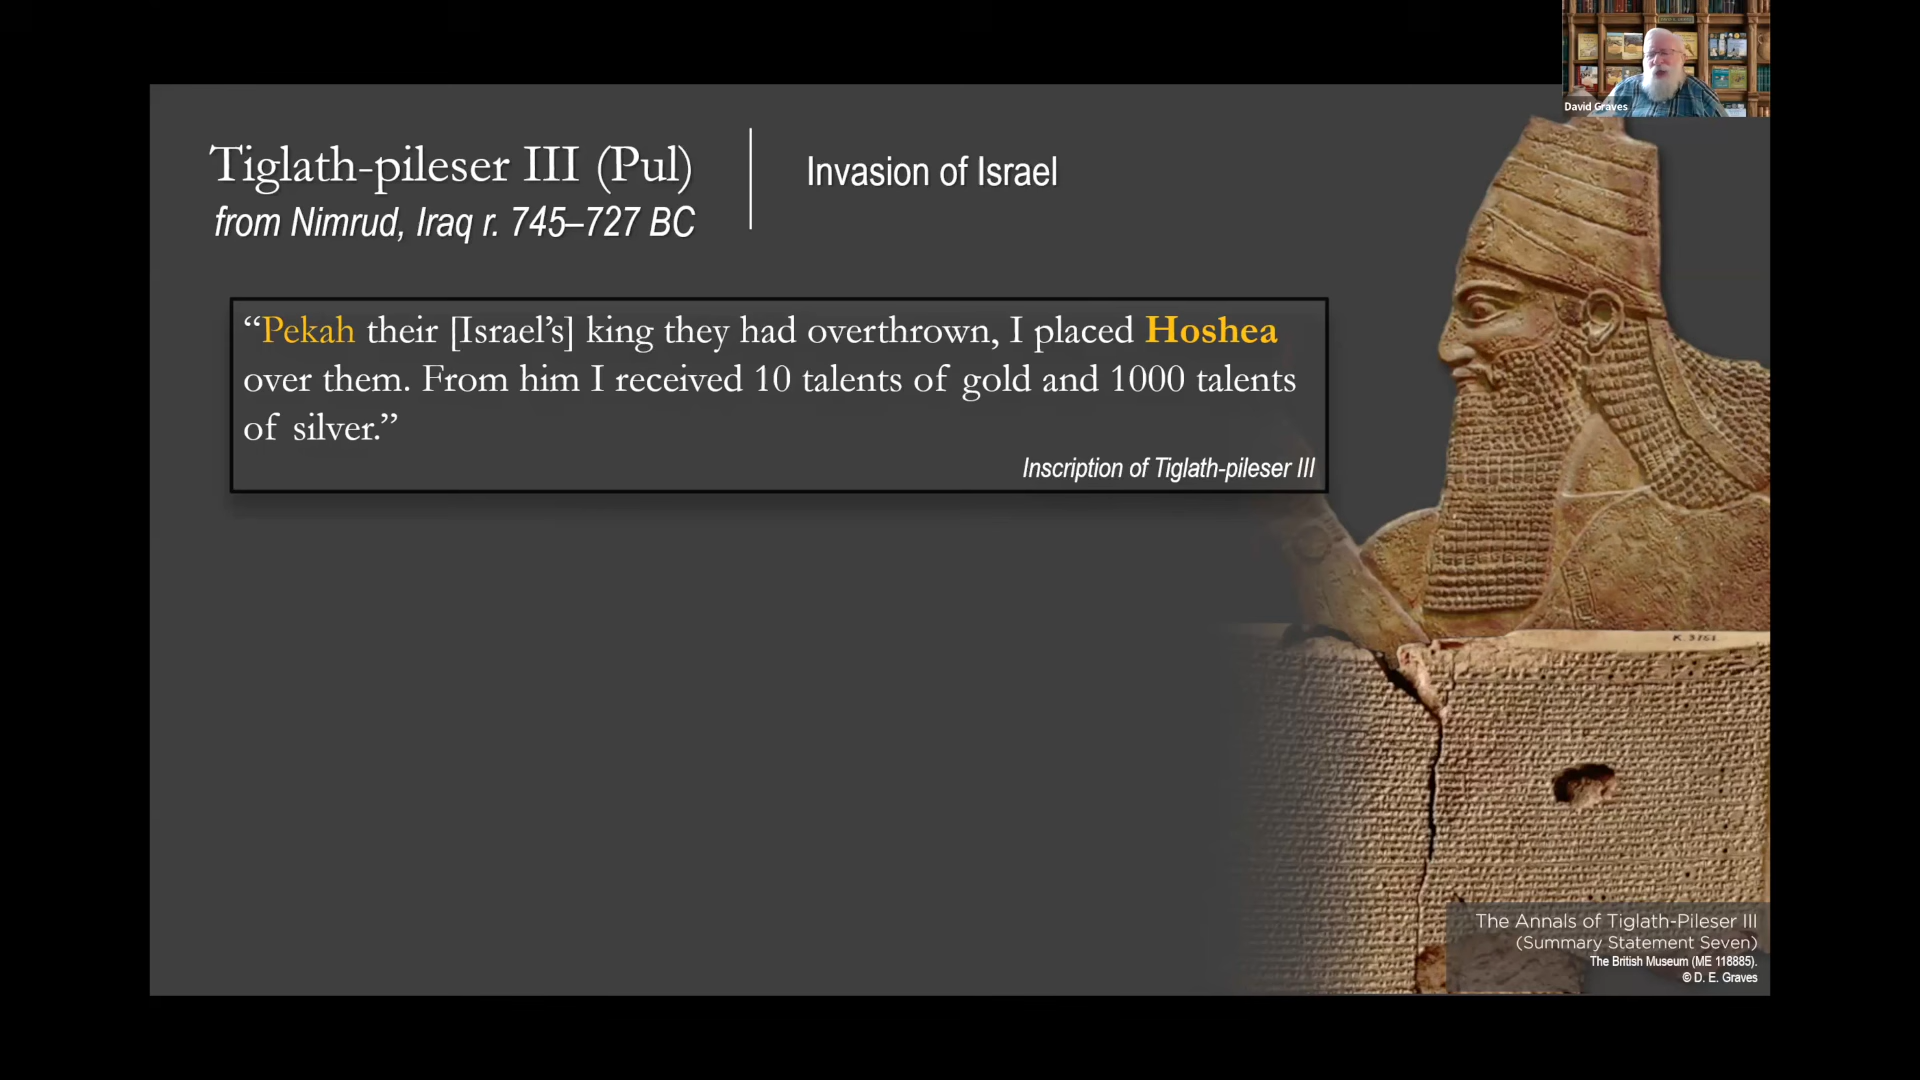 David Graves
Tiglath-pileser III (Pul)
from Nimrud, Iraq r. 745–727 BC
Invasion of Israel
“Pekah their [Israel’s] king they had overthrown, I placed Hoshea
over them. From him I received 10 talents of gold and 1000 talents
of silver.”
Inscription of Tiglath-pileser III
K. 3751.
The Annals of Tiglath-Pileser III
(Summary Statement Seven)
The British Museum (ME 118885).
© D. E. Graves